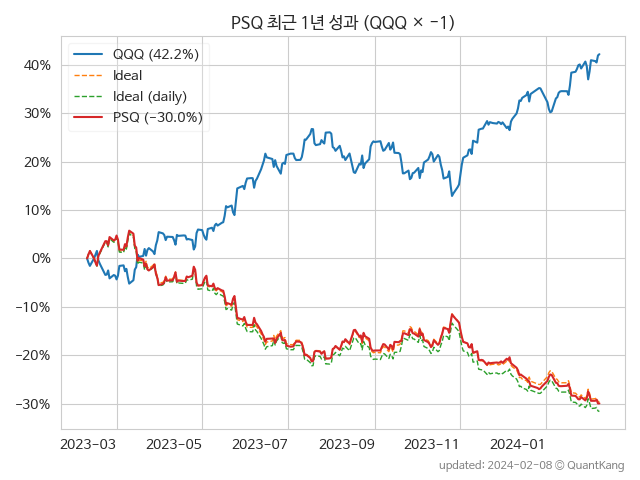 PSQ 최근 1년 성과 (QQQ × −1)
QQQ (42.2%)
Ideal
Ideal (daily)
PSQ (−30.0%)
40%
30%
20%
10%
0%
−10%
−20%
−30%
2023-03 2023-05 2023-07 2023-09 2023-11 2024-01
updated: 2024-02-08 © QuantKang